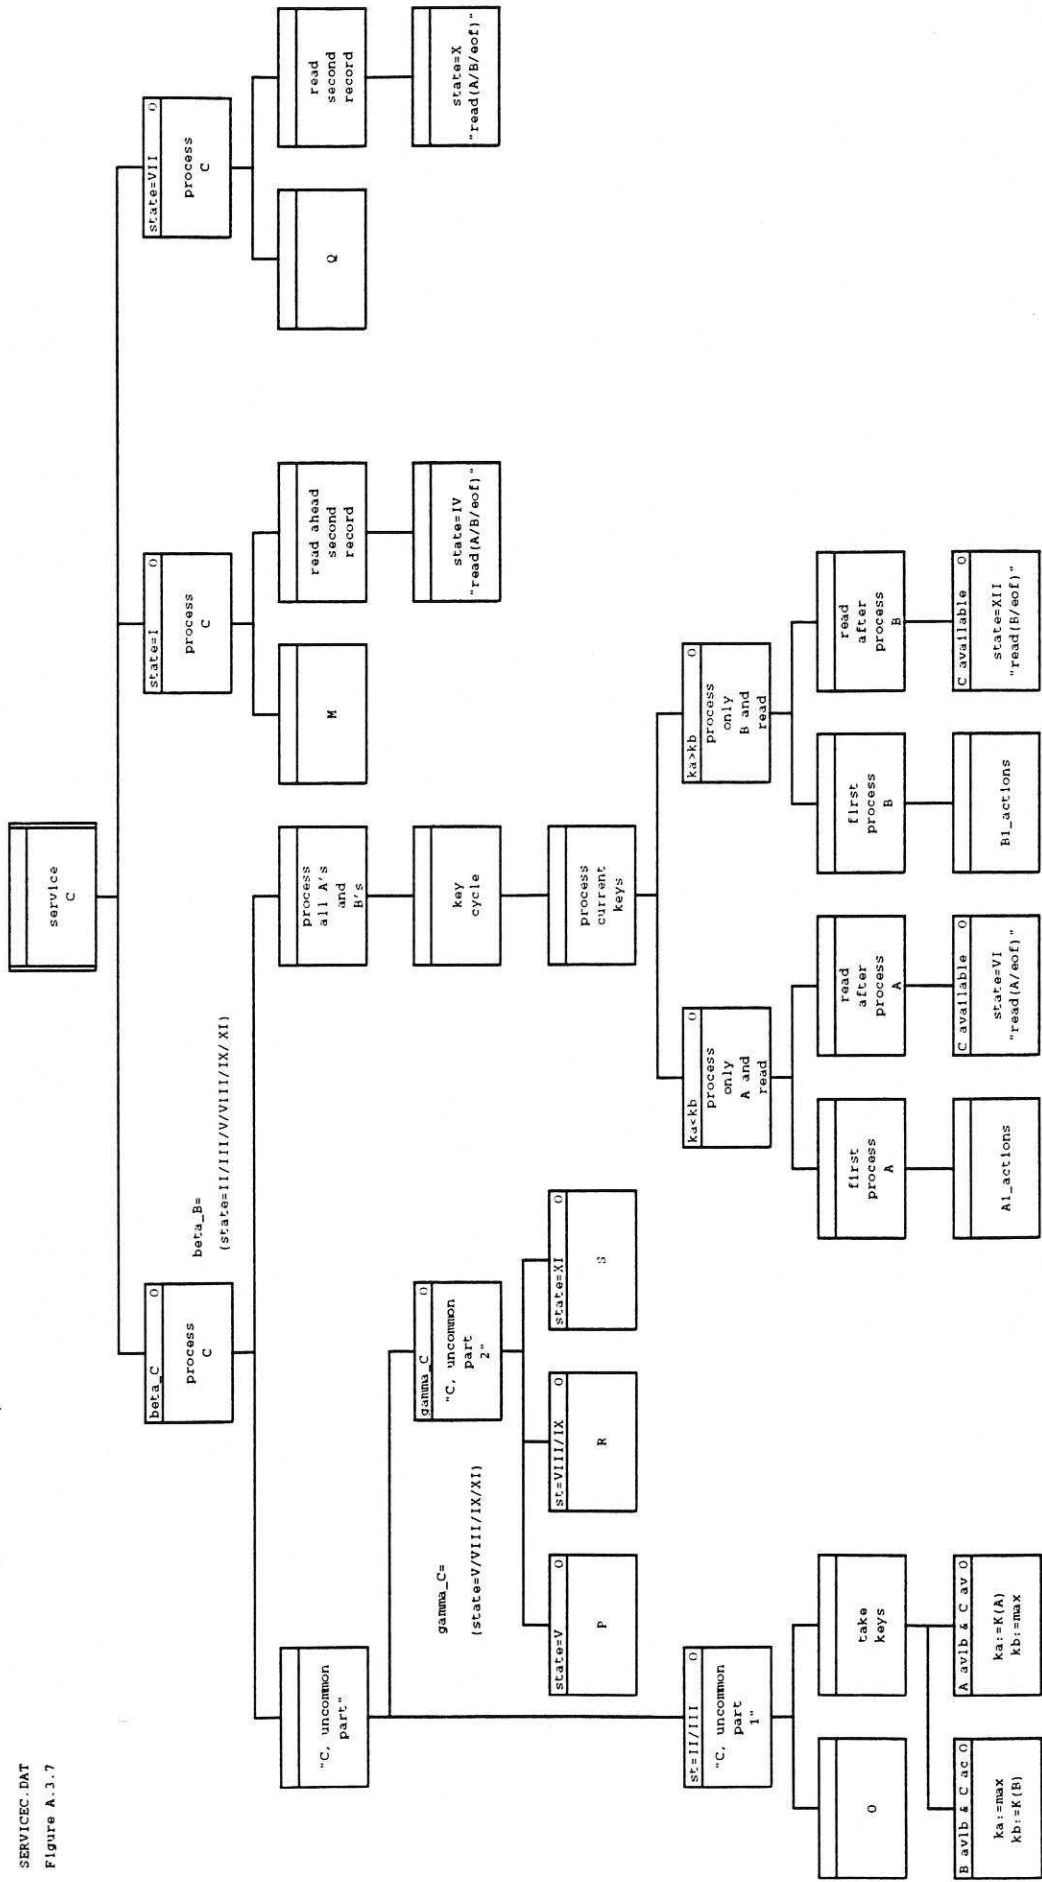 SERVICEC.DAT
Figure A.3.7
service
C
beta_C O
process
C
beta_B=
(state=II/III/V/VIII/IX/XI)
state=I O
process
C
state=VII O
process
C
"C, uncommon
part"
process
all A's
and
B's
M
read ahead
second
record
Q
read
second
record
gamma_C=
(state=V/VIII/IX/XI)
gamma_C O
"C, uncommon
part
2"
key
cycle
state=IV
"read(A/B/eof)"
state=X
"read(A/B/eof)"
state=V O
P
st=VIII/IX O
R
state=XI O
S
process
current
keys
st=II/III O
"C, uncommon
part
1"
ka<kb O
process
only
A and
read
ka>kb O
process
only
B and
read
O
take
keys
first
process
A
read
after
process
A
first
process
B
read
after
process
B
B avlb & C ac O
ka:=max
kb:=K(B)
A avlb & C av O
ka:=K(A)
kb:=max
A1_actions
C available O
state=VI
"read(A/eof)"
B1_actions
C available O
state=XII
"read(B/eof)"